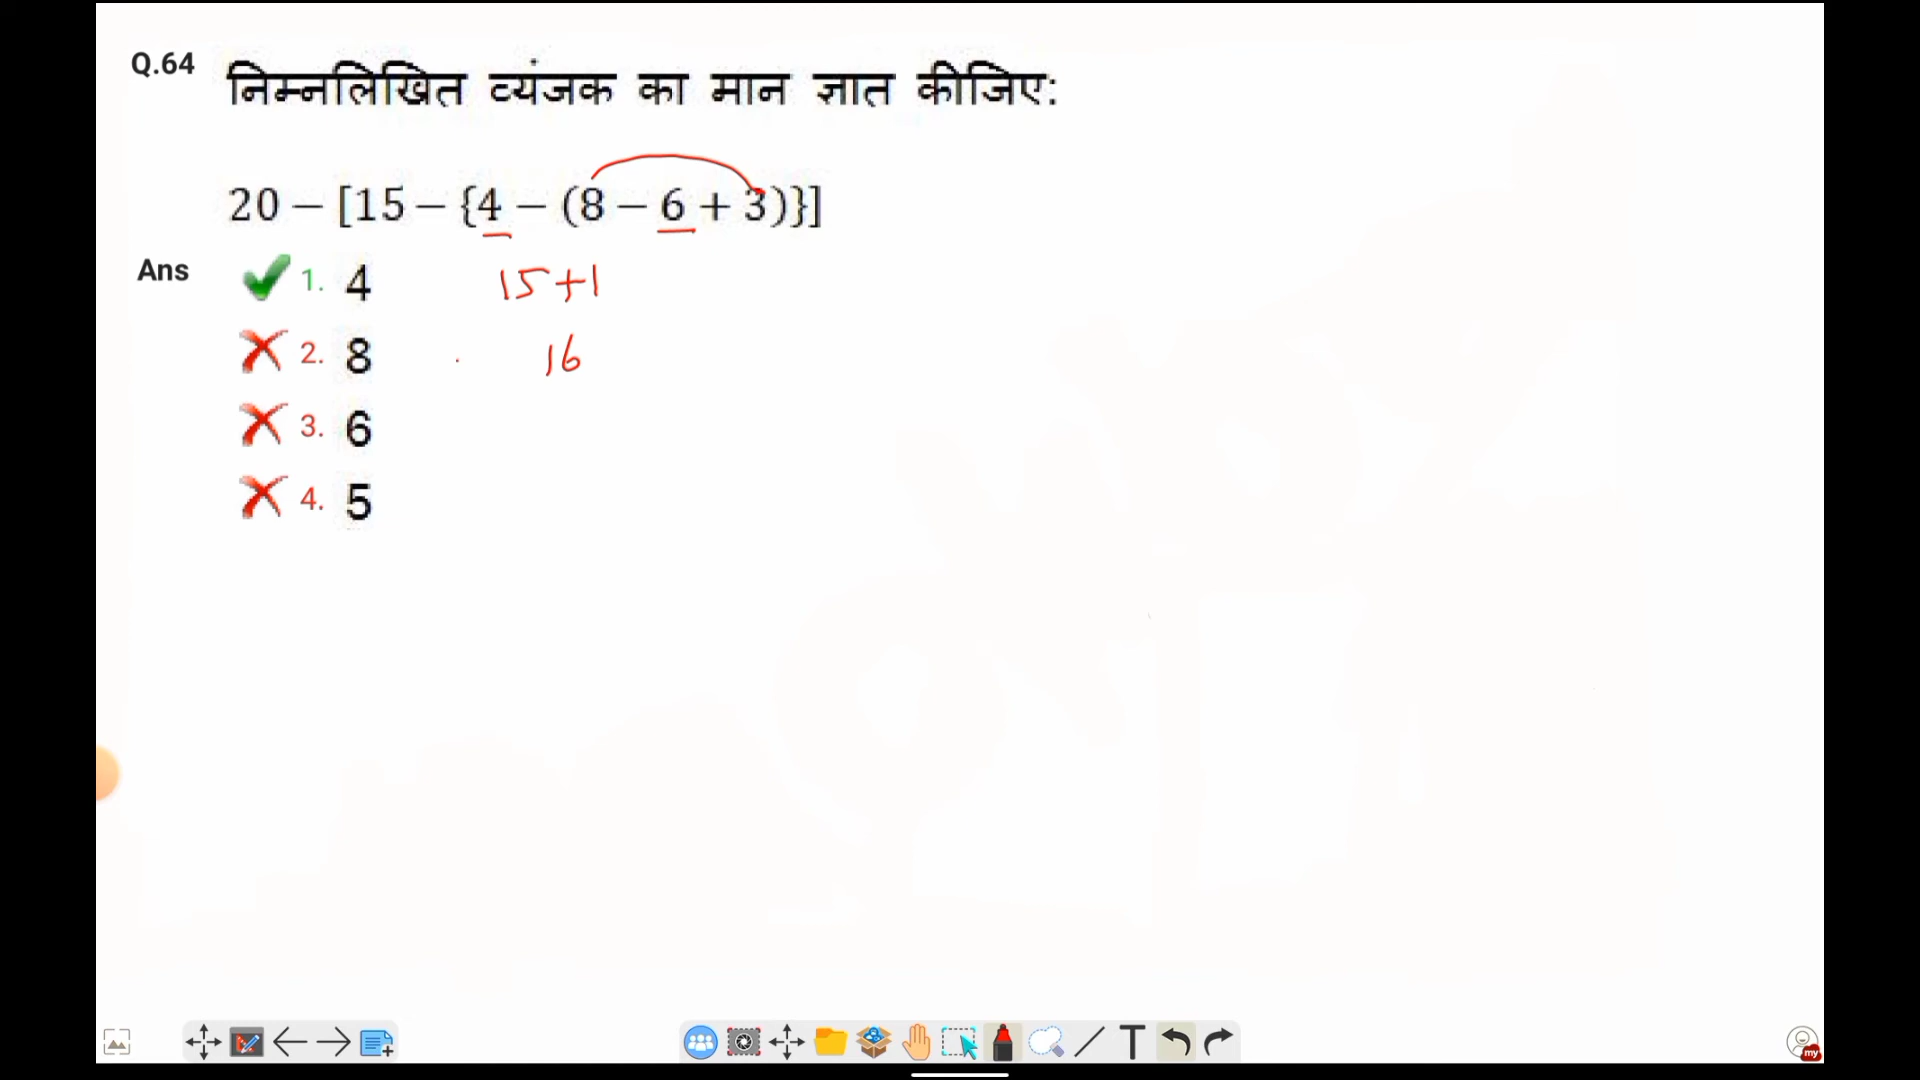 Q.64 निम्नलिखित व्यंजक का मान ज्ञात कीजिए:
20 − [15 − {4 − (8 − 6 + 3)}]
Ans 1. 4
15+1
2. 8
16
3. 6
4. 5
my